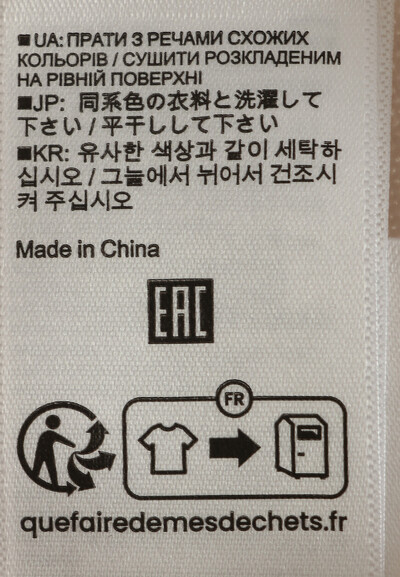 ■UA: ПРАТИ З РЕЧАМИ СХОЖИХ
КОЛЬОРІВ / СУШИТИ РОЗКЛАДЕНИМ
НА РІВНІЙ ПОВЕРХНІ
■JP: 同系色の衣料と洗濯して
下さい / 平干しして下さい
■KR: 유사한 색상과 같이 세탁하
십시오 / 그늘에서 뉘어서 건조시
켜 주십시오
Made in China
EAC
FR
quefairedemesdechets.fr